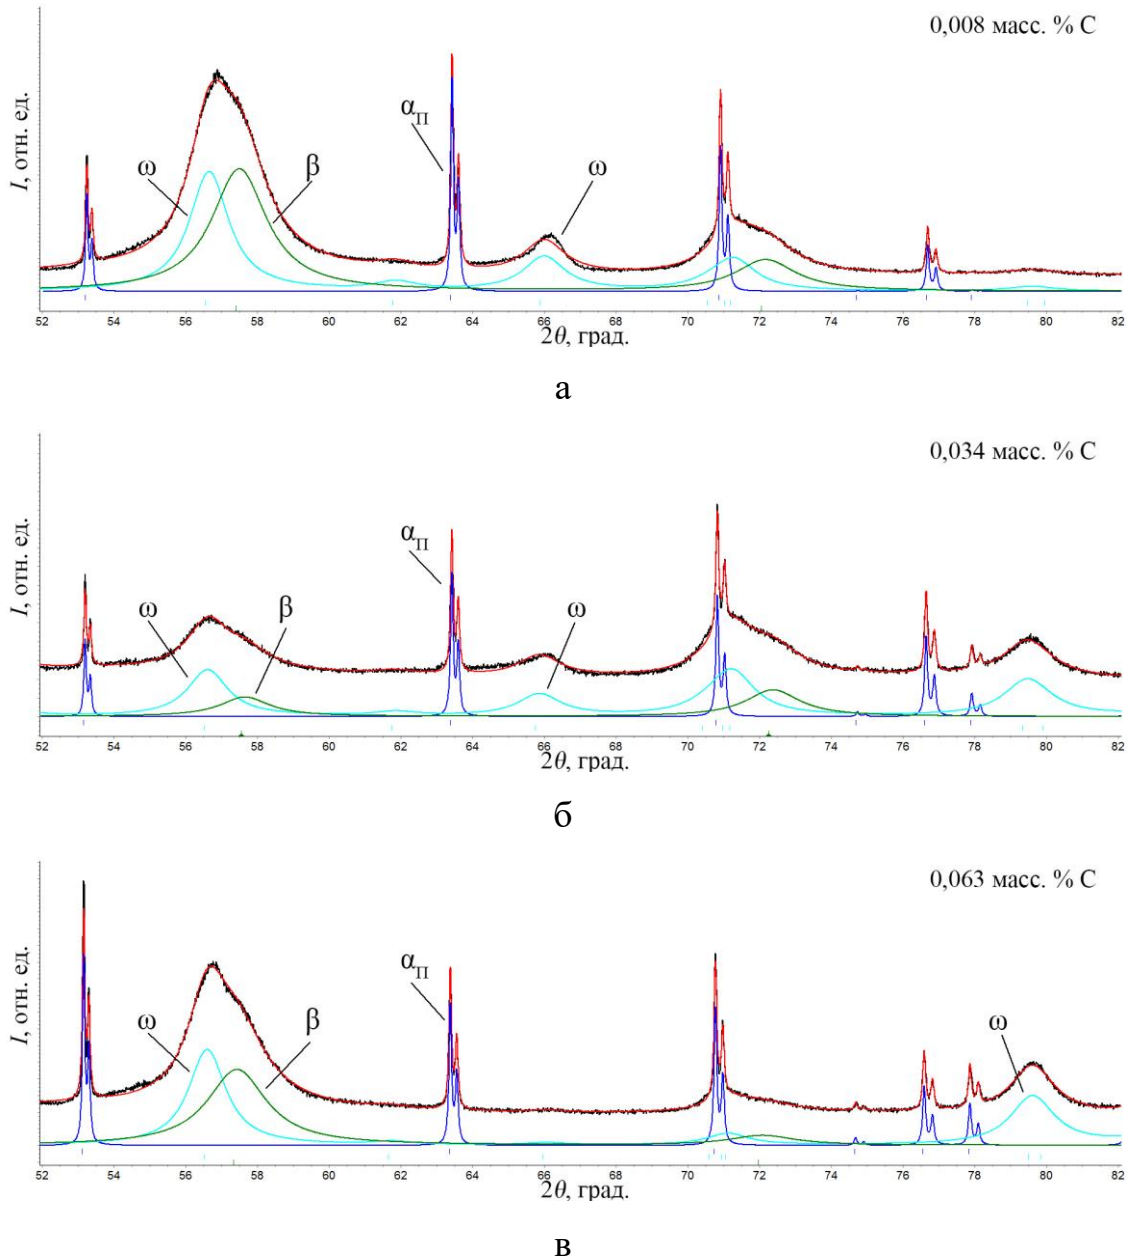 0,008 масс. % С
I, отн. ед.
ω
β
αП
ω
52 54 56 58 60 62 64 66 68 70 72 74 76 78 80 82
2θ, град.
а
0,034 масс. % С
I, отн. ед.
ω
β
αП
ω
52 54 56 58 60 62 64 66 68 70 72 74 76 78 80 82
2θ, град.
б
0,063 масс. % С
I, отн. ед.
ω
β
αП
ω
52 54 56 58 60 62 64 66 68 70 72 74 76 78 80 82
2θ, град.
в